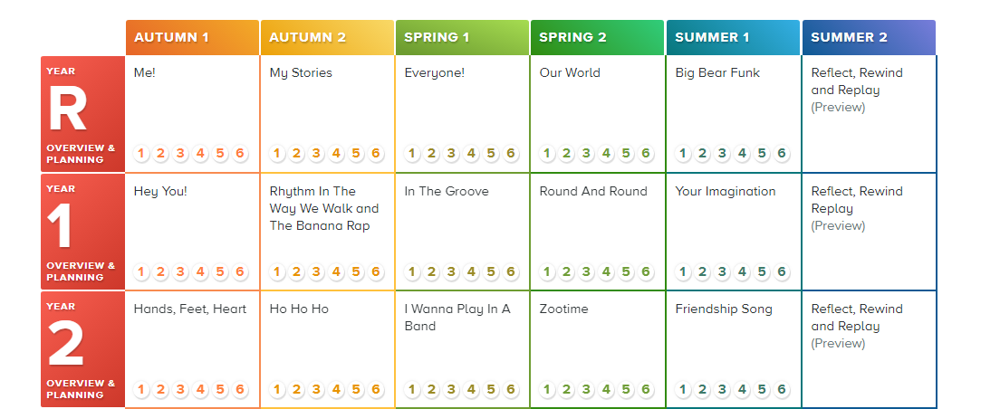 AUTUMN 1
AUTUMN 2
SPRING 1
SPRING 2
SUMMER 1
SUMMER 2
YEAR
R
OVERVIEW &
PLANNING
Me!
1 2 3 4 5 6
My Stories
1 2 3 4 5 6
Everyone!
1 2 3 4 5 6
Our World
1 2 3 4 5 6
Big Bear Funk
1 2 3 4 5 6
Reflect, Rewind
and Replay
(Preview)
YEAR
1
OVERVIEW &
PLANNING
Hey You!
1 2 3 4 5 6
Rhythm In The
Way We Walk and
The Banana Rap
1 2 3 4 5 6
In The Groove
1 2 3 4 5 6
Round And Round
1 2 3 4 5 6
Your Imagination
1 2 3 4 5 6
Reflect, Rewind
Replay
(Preview)
YEAR
2
OVERVIEW &
PLANNING
Hands, Feet, Heart
1 2 3 4 5 6
Ho Ho Ho
1 2 3 4 5 6
I Wanna Play In A
Band
1 2 3 4 5 6
Zootime
1 2 3 4 5 6
Friendship Song
1 2 3 4 5 6
Reflect, Rewind
and Replay
(Preview)